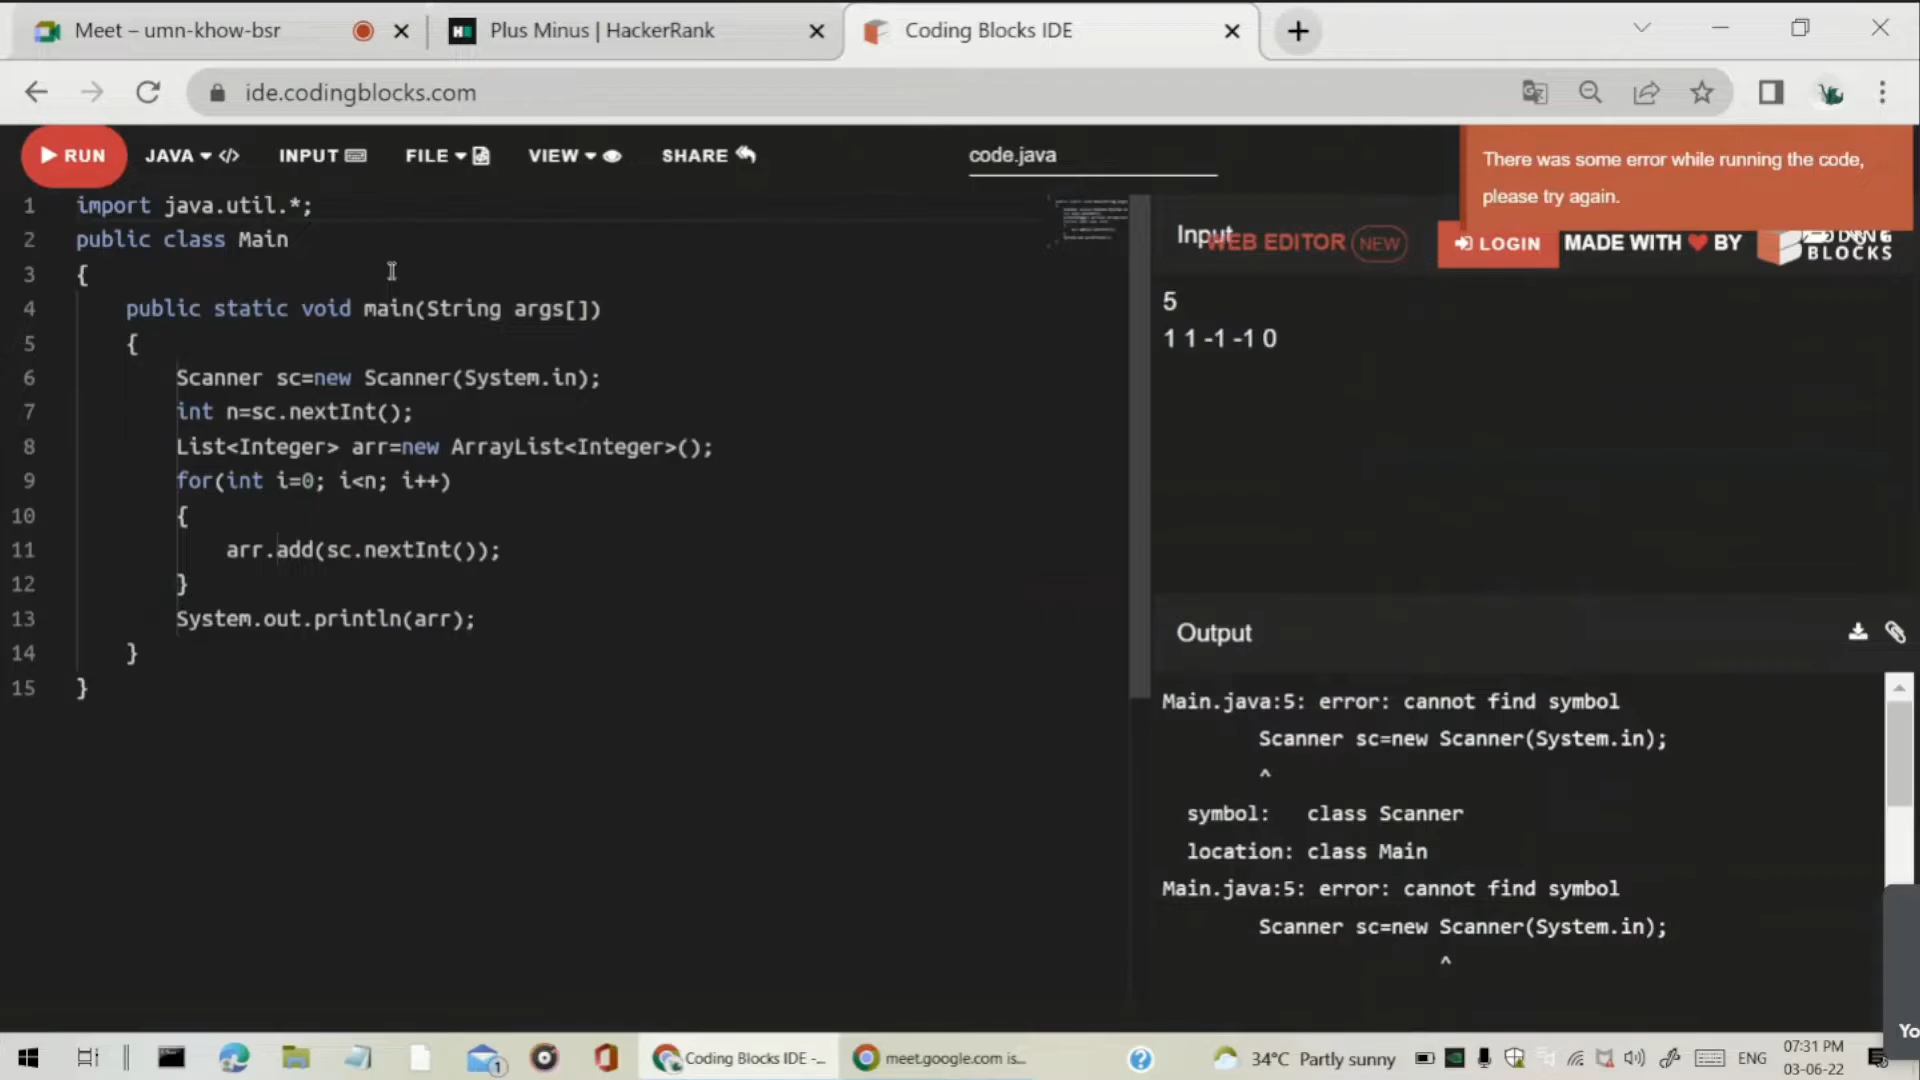 Meet – umn-khow-bsr
Plus Minus | HackerRank
Coding Blocks IDE
ide.codingblocks.com
RUN
JAVA
INPUT
FILE
VIEW
SHARE
code.java
There was some error while running the code,
please try again.
1 import java.util.*;
2 public class Main
3 {
4 public static void main(String args[])
5 {
6 Scanner sc=new Scanner(System.in);
7 int n=sc.nextInt();
8 List<Integer> arr=new ArrayList<Integer>();
9 for(int i=0; i<n; i++)
10 {
11 arr.add(sc.nextInt());
12 }
13 System.out.println(arr);
14 }
15 }
Input
WEB EDITOR NEW
LOGIN
MADE WITH ❤ BY
CODING
BLOCKS
5
1 1 -1 -1 0
Output
Main.java:5: error: cannot find symbol
Scanner sc=new Scanner(System.in);
^
symbol: class Scanner
location: class Main
Main.java:5: error: cannot find symbol
Scanner sc=new Scanner(System.in);
^
Yo
1
Coding Blocks IDE -...
meet.google.com is...
34°C Partly sunny
ENG
07:31 PM
03-06-22